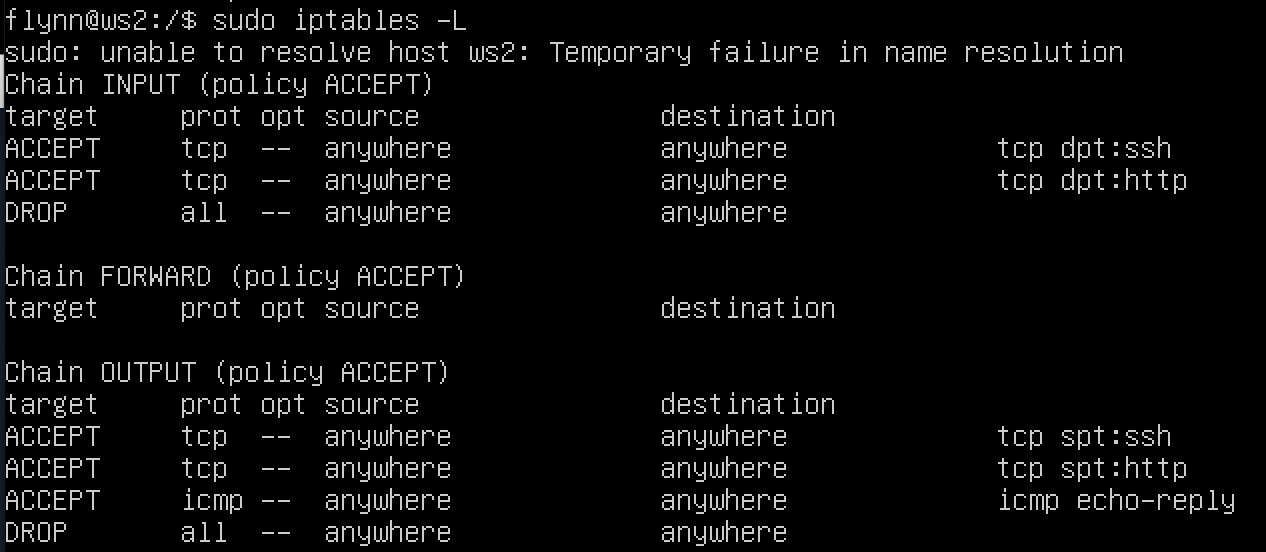 flynn@ws2:/$ sudo iptables -L
sudo: unable to resolve host ws2: Temporary failure in name resolution
Chain INPUT (policy ACCEPT)
target     prot opt source               destination
ACCEPT     tcp  --  anywhere             anywhere             tcp dpt:ssh
ACCEPT     tcp  --  anywhere             anywhere             tcp dpt:http
DROP       all  --  anywhere             anywhere

Chain FORWARD (policy ACCEPT)
target     prot opt source               destination

Chain OUTPUT (policy ACCEPT)
target     prot opt source               destination
ACCEPT     tcp  --  anywhere             anywhere             tcp spt:ssh
ACCEPT     tcp  --  anywhere             anywhere             tcp spt:http
ACCEPT     icmp --  anywhere             anywhere             icmp echo-reply
DROP       all  --  anywhere             anywhere